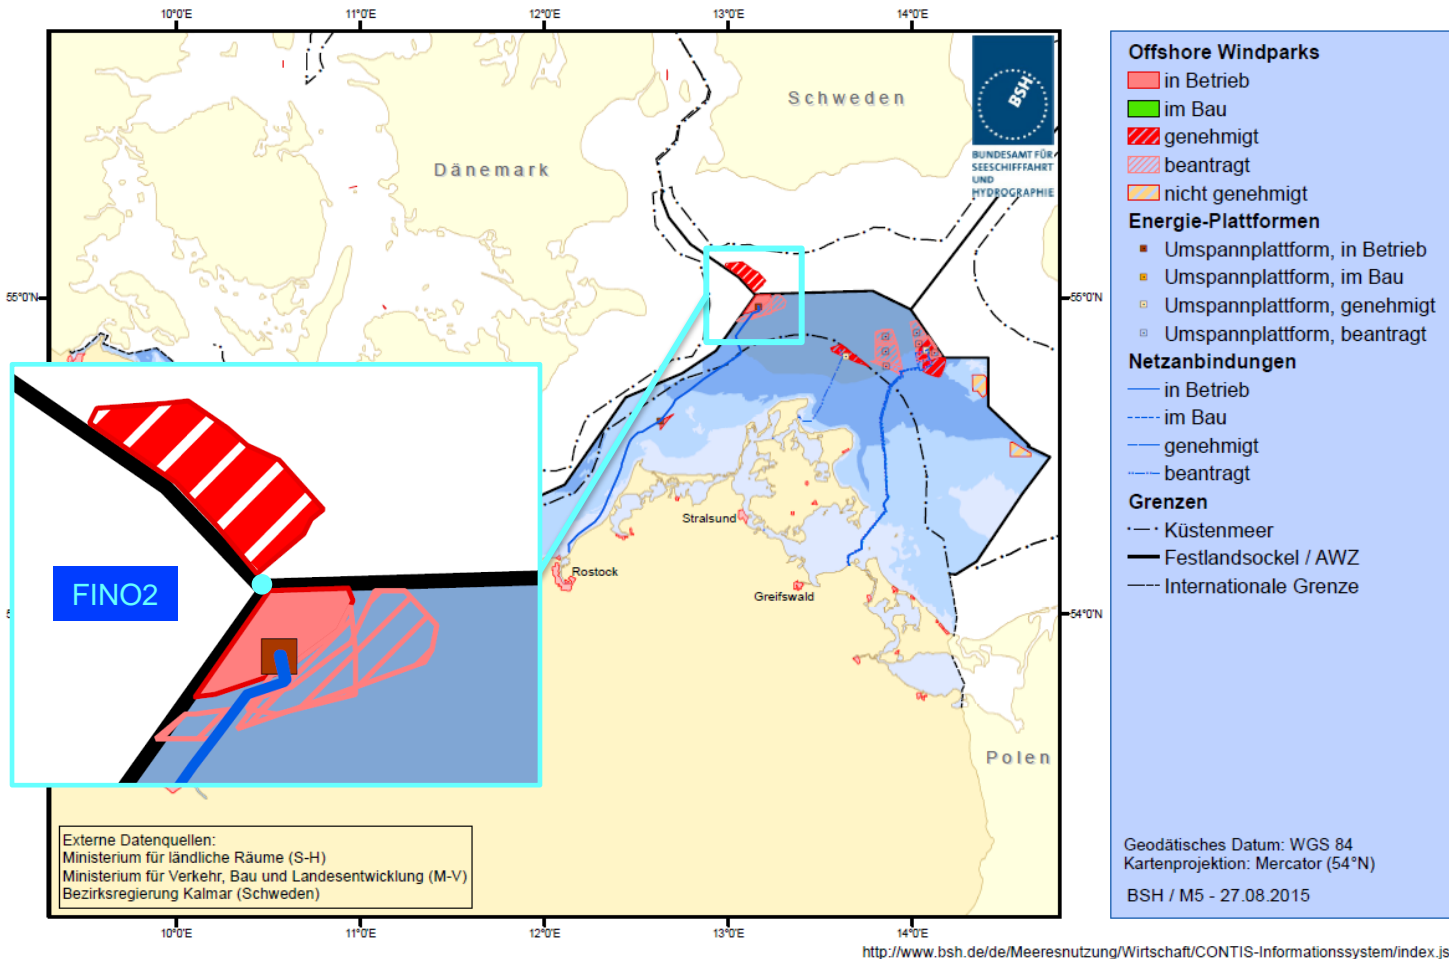 10°0'E 11°0'E 12°0'E 13°0'E 14°0'E
Schweden
Dänemark
BSH
BUNDESAMT FÜR
SEESCHIFFFAHRT
UND
HYDROGRAPHIE
55°0'N
55°0'N
FINO2
Stralsund
Rostock
Greifswald
54°0'N
Polen
Externe Datenquellen:
Ministerium für ländliche Räume (S-H)
Ministerium für Verkehr, Bau und Landesentwicklung (M-V)
Bezirksregierung Kalmar (Schweden)
10°0'E 11°0'E 12°0'E 13°0'E 14°0'E
Offshore Windparks
in Betrieb
im Bau
genehmigt
beantragt
nicht genehmigt
Energie-Plattformen
Umspannplattform, in Betrieb
Umspannplattform, im Bau
Umspannplattform, genehmigt
Umspannplattform, beantragt
Netzanbindungen
in Betrieb
im Bau
genehmigt
beantragt
Grenzen
Küstenmeer
Festlandsockel / AWZ
Internationale Grenze
Geodätisches Datum: WGS 84
Kartenprojektion: Mercator (54°N)
BSH / M5 - 27.08.2015
http://www.bsh.de/de/Meeresnutzung/Wirtschaft/CONTIS-Informationssystem/index.js